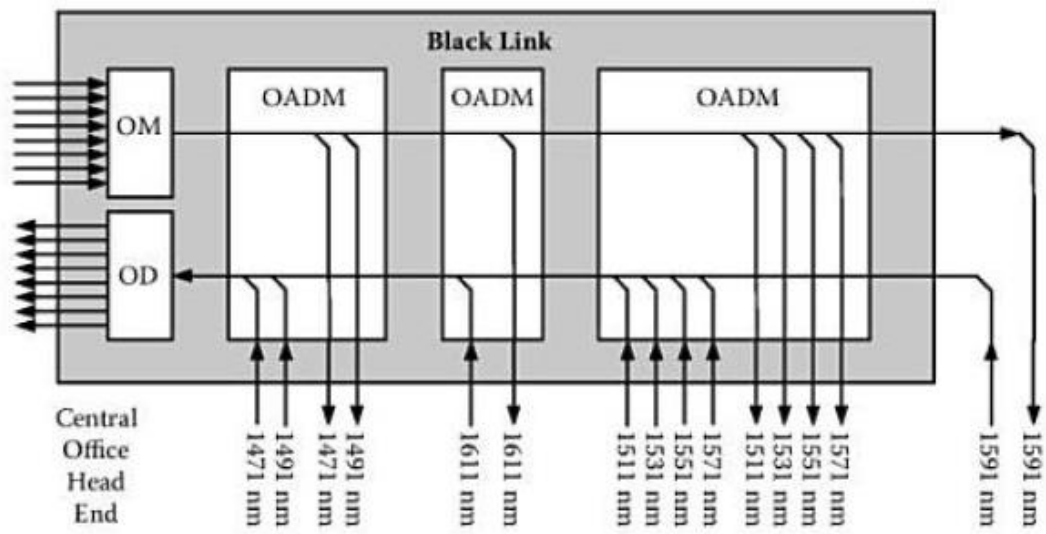 Black Link
OADM
OADM
OADM
OM
OD
Central
Office
Head
End
1471 nm
1491 nm
1471 nm
1491 nm
1611 nm
1611 nm
1511 nm
1531 nm
1551 nm
1571 nm
1511 nm
1531 nm
1551 nm
1571 nm
1591 nm
1591 nm